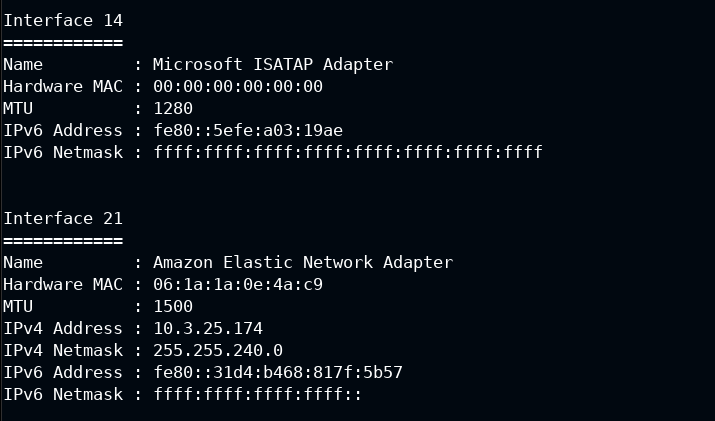 Interface 14
============
Name         : Microsoft ISATAP Adapter
Hardware MAC : 00:00:00:00:00:00
MTU          : 1280
IPv6 Address : fe80::5efe:a03:19ae
IPv6 Netmask : ffff:ffff:ffff:ffff:ffff:ffff:ffff:ffff
Interface 21
============
Name         : Amazon Elastic Network Adapter
Hardware MAC : 06:1a:1a:0e:4a:c9
MTU          : 1500
IPv4 Address : 10.3.25.174
IPv4 Netmask : 255.255.240.0
IPv6 Address : fe80::31d4:b468:817f:5b57
IPv6 Netmask : ffff:ffff:ffff:ffff::